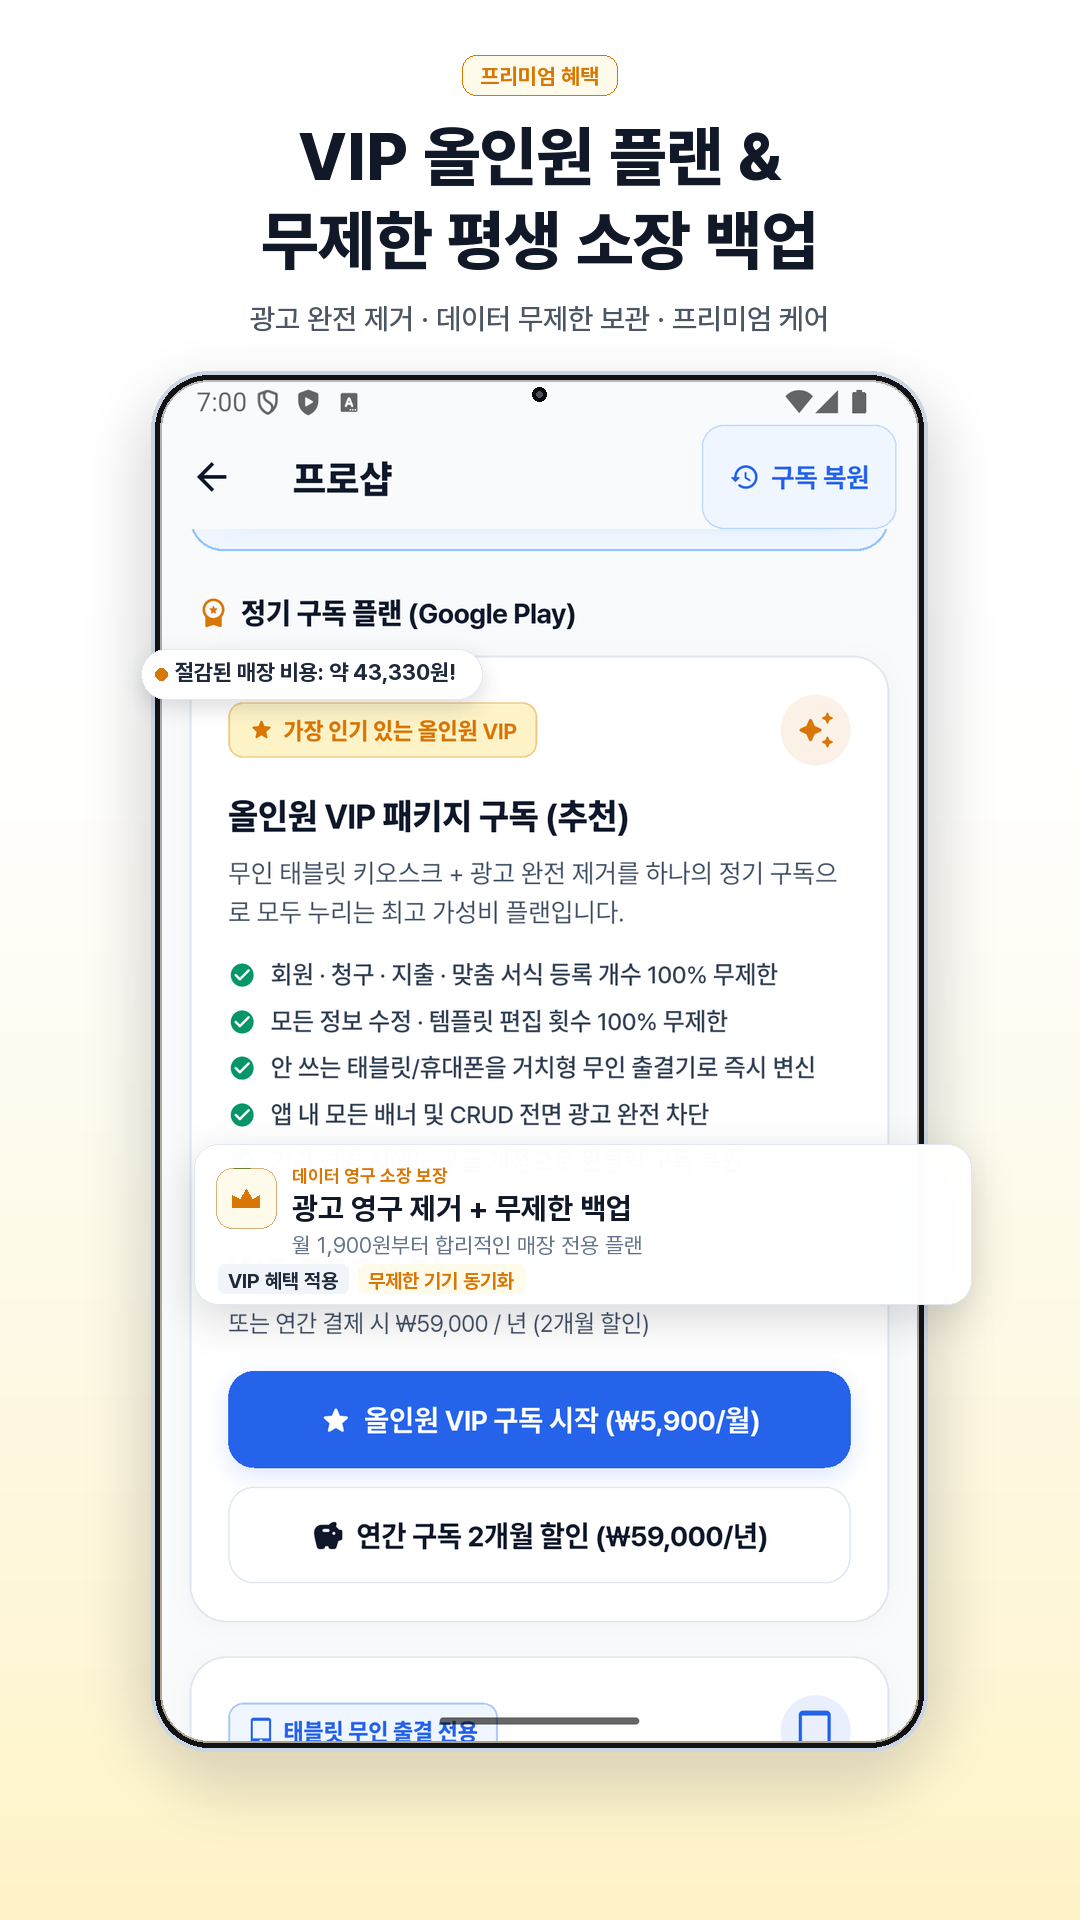 프리미엄 혜택
VIP 올인원 플랜 &
무제한 평생 소장 백업
광고 완전 제거 · 데이터 무제한 보관 · 프리미엄 케어
7:00
프로샵
구독 복원
정기 구독 플랜 (Google Play)
절감된 매장 비용: 약 43,330원!
가장 인기 있는 올인원 VIP
올인원 VIP 패키지 구독 (추천)
무인 태블릿 키오스크 + 광고 완전 제거를 하나의 정기 구독으
로 모두 누리는 최고 가성비 플랜입니다.
회원 · 청구 · 지출 · 맞춤 서식 등록 개수 100% 무제한
모든 정보 수정 · 템플릿 편집 횟수 100% 무제한
안 쓰는 태블릿/휴대폰을 거치형 무인 출결기로 즉시 변신
앱 내 모든 배너 및 CRUD 전면 광고 완전 차단
데이터 영구 소장 보장
광고 영구 제거 + 무제한 백업
월 1,900원부터 합리적인 매장 전용 플랜
VIP 혜택 적용
무제한 기기 동기화
또는 연간 결제 시 ₩59,000 / 년 (2개월 할인)
올인원 VIP 구독 시작 (₩5,900/월)
연간 구독 2개월 할인 (₩59,000/년)
태블릿 무인 출결 전용